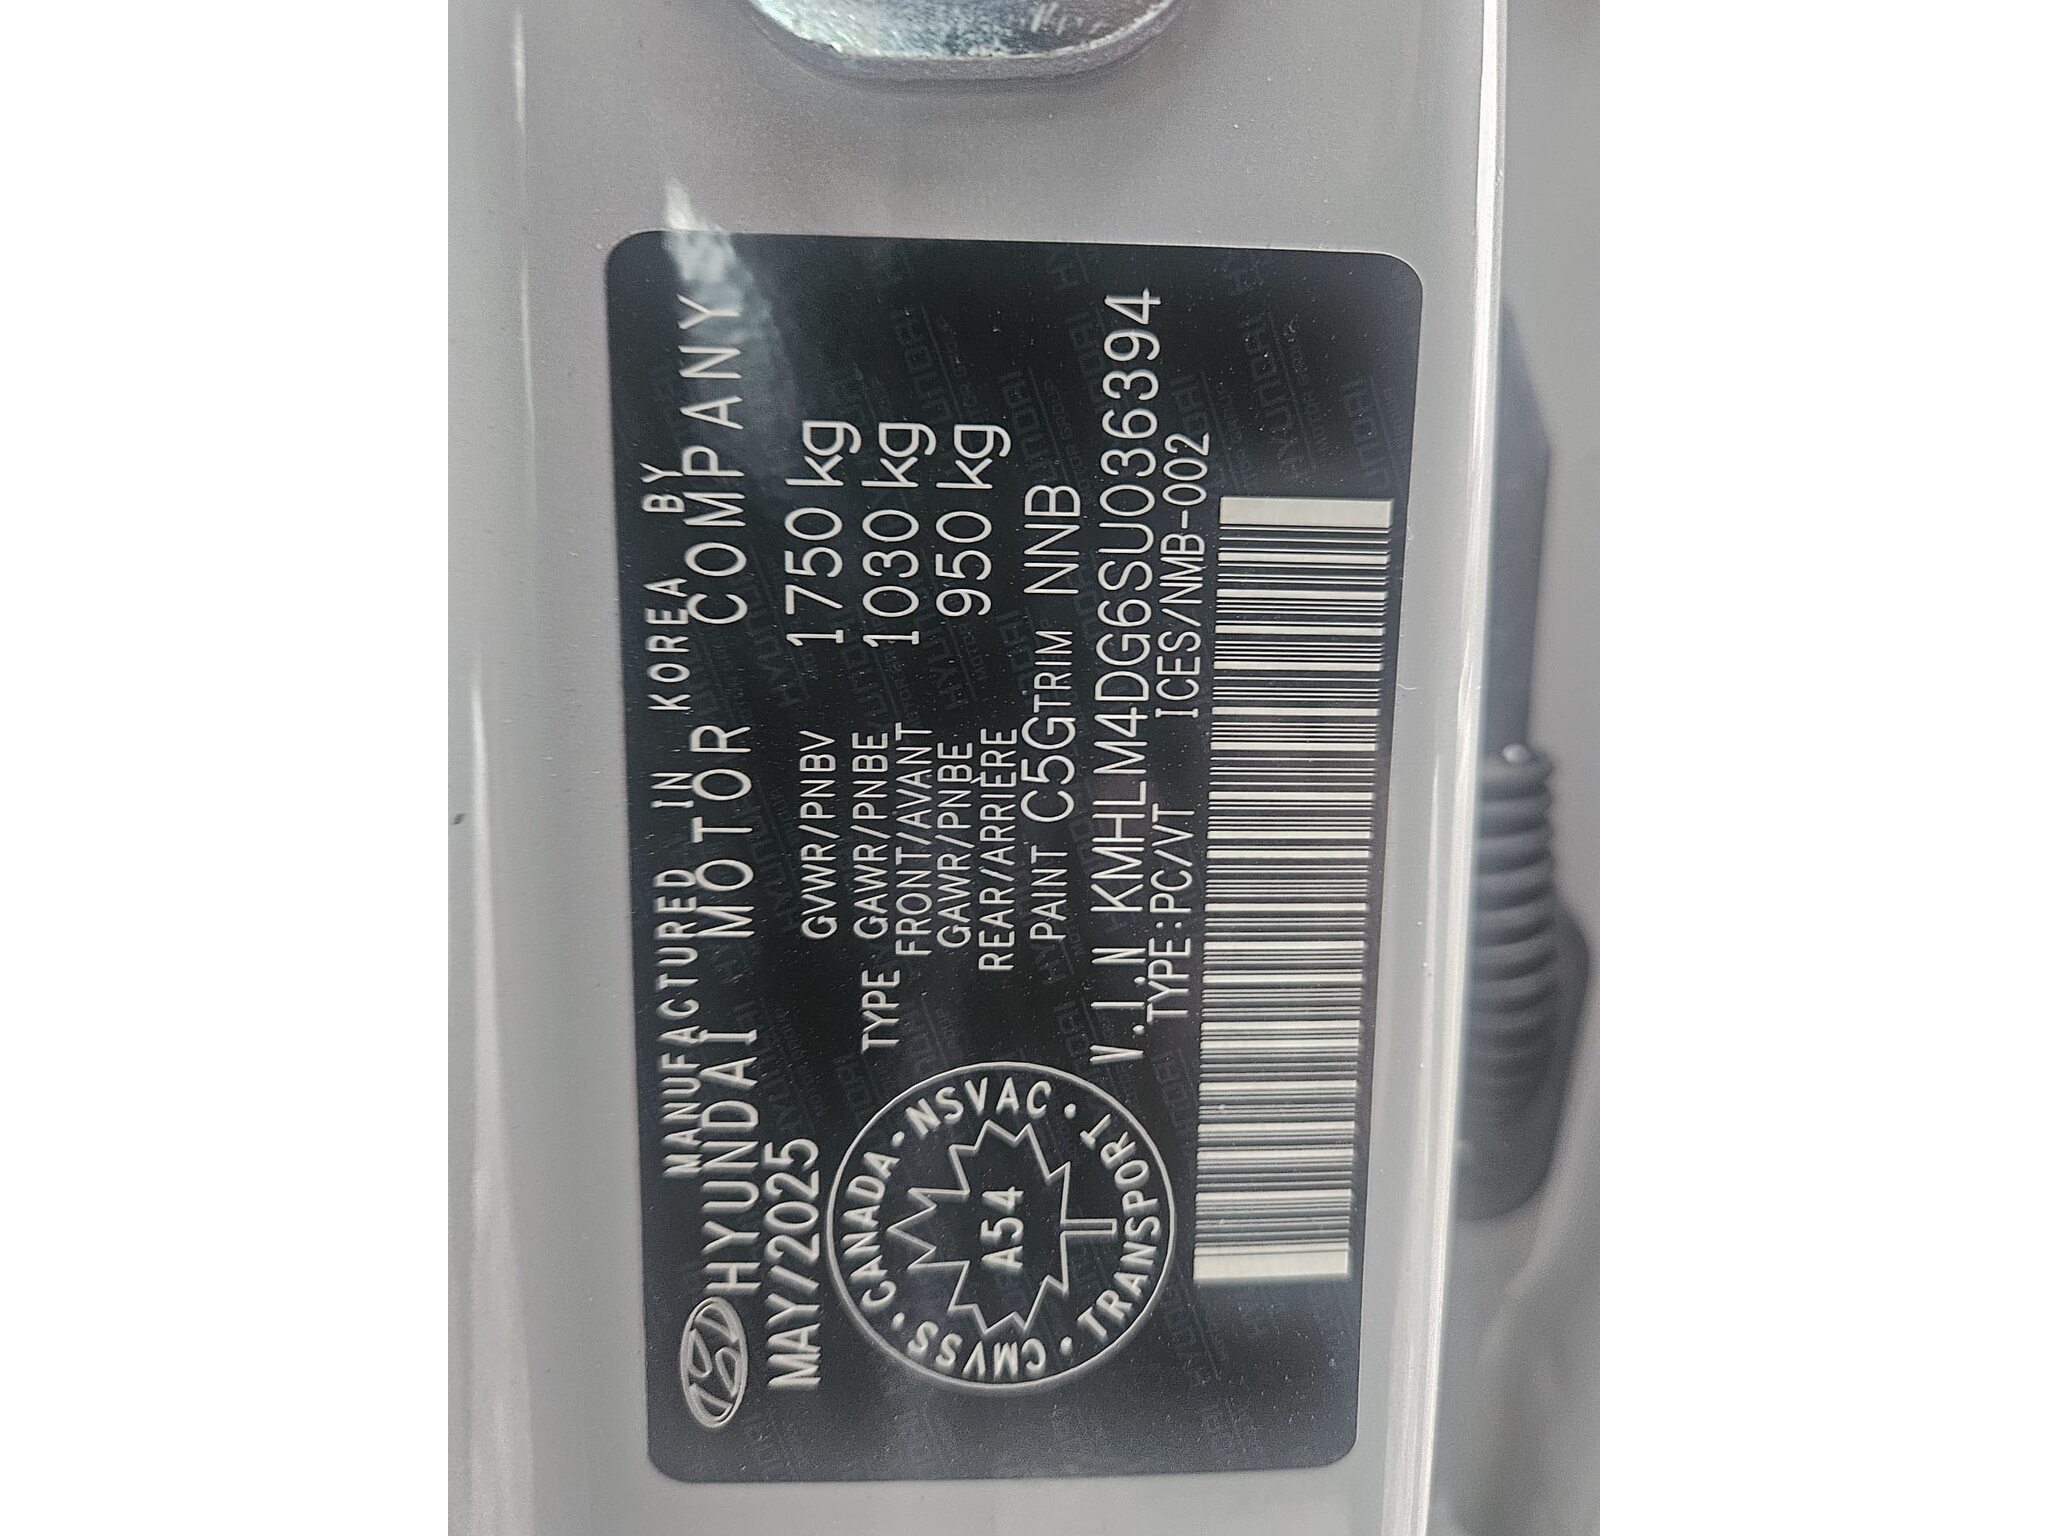 MANUFACTURED IN KOREA BY
HYUNDAI MOTOR COMPANY
MAY/2025
GVWR/PNBV 1750 kg
TYPE GAWR/PNBE
FRONT/AVANT 1030 kg
GAWR/PNBE
REAR/ARRIÈRE 950 kg
PAINT C5G TRIM NNB
V.I.N KMHLM4DG6SU036394
TYPE:PC/VT ICES/NMB-002
CANADA · NSVAC · TRANSPORT · CMVSS ·
A54